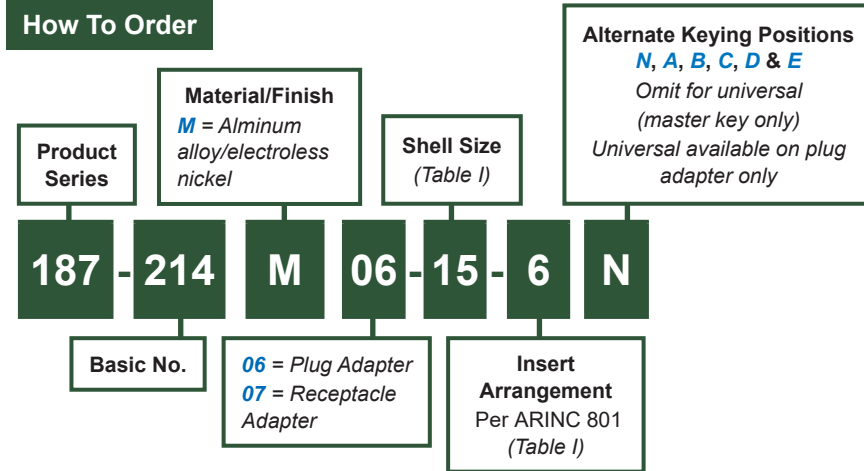 How To Order
Alternate Keying Positions
N, A, B, C, D & E
Omit for universal
(master key only)
Universal available on plug
adapter only
Material/Finish
M = Alminum
alloy/electroless
nickel
Shell Size
(Table I)
Product
Series
187 - 214 M 06 - 15 - 6 N
Basic No.
06 = Plug Adapter
07 = Receptacle
Adapter
Insert
Arrangement
Per ARINC 801
(Table I)